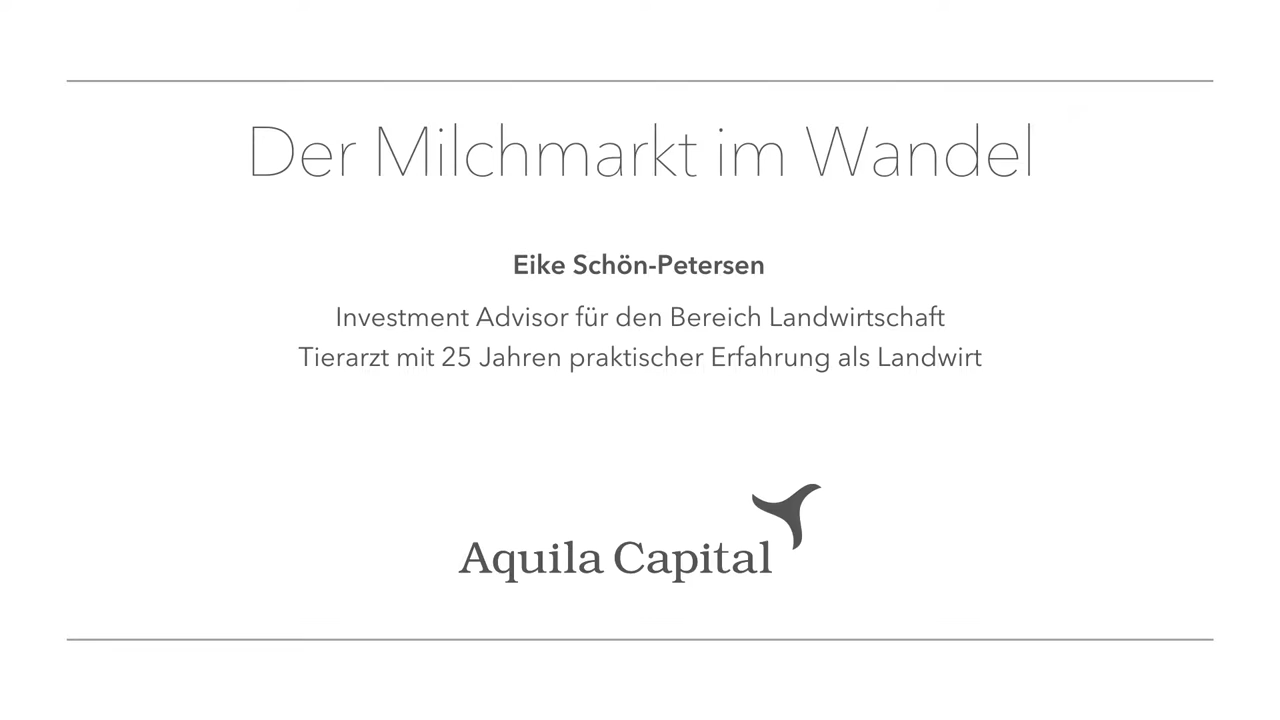 Der Milchmarkt im Wandel
Eike Schön-Petersen
Investment Advisor für den Bereich Landwirtschaft
Tierarzt mit 25 Jahren praktischer Erfahrung als Landwirt
Aquila Capital